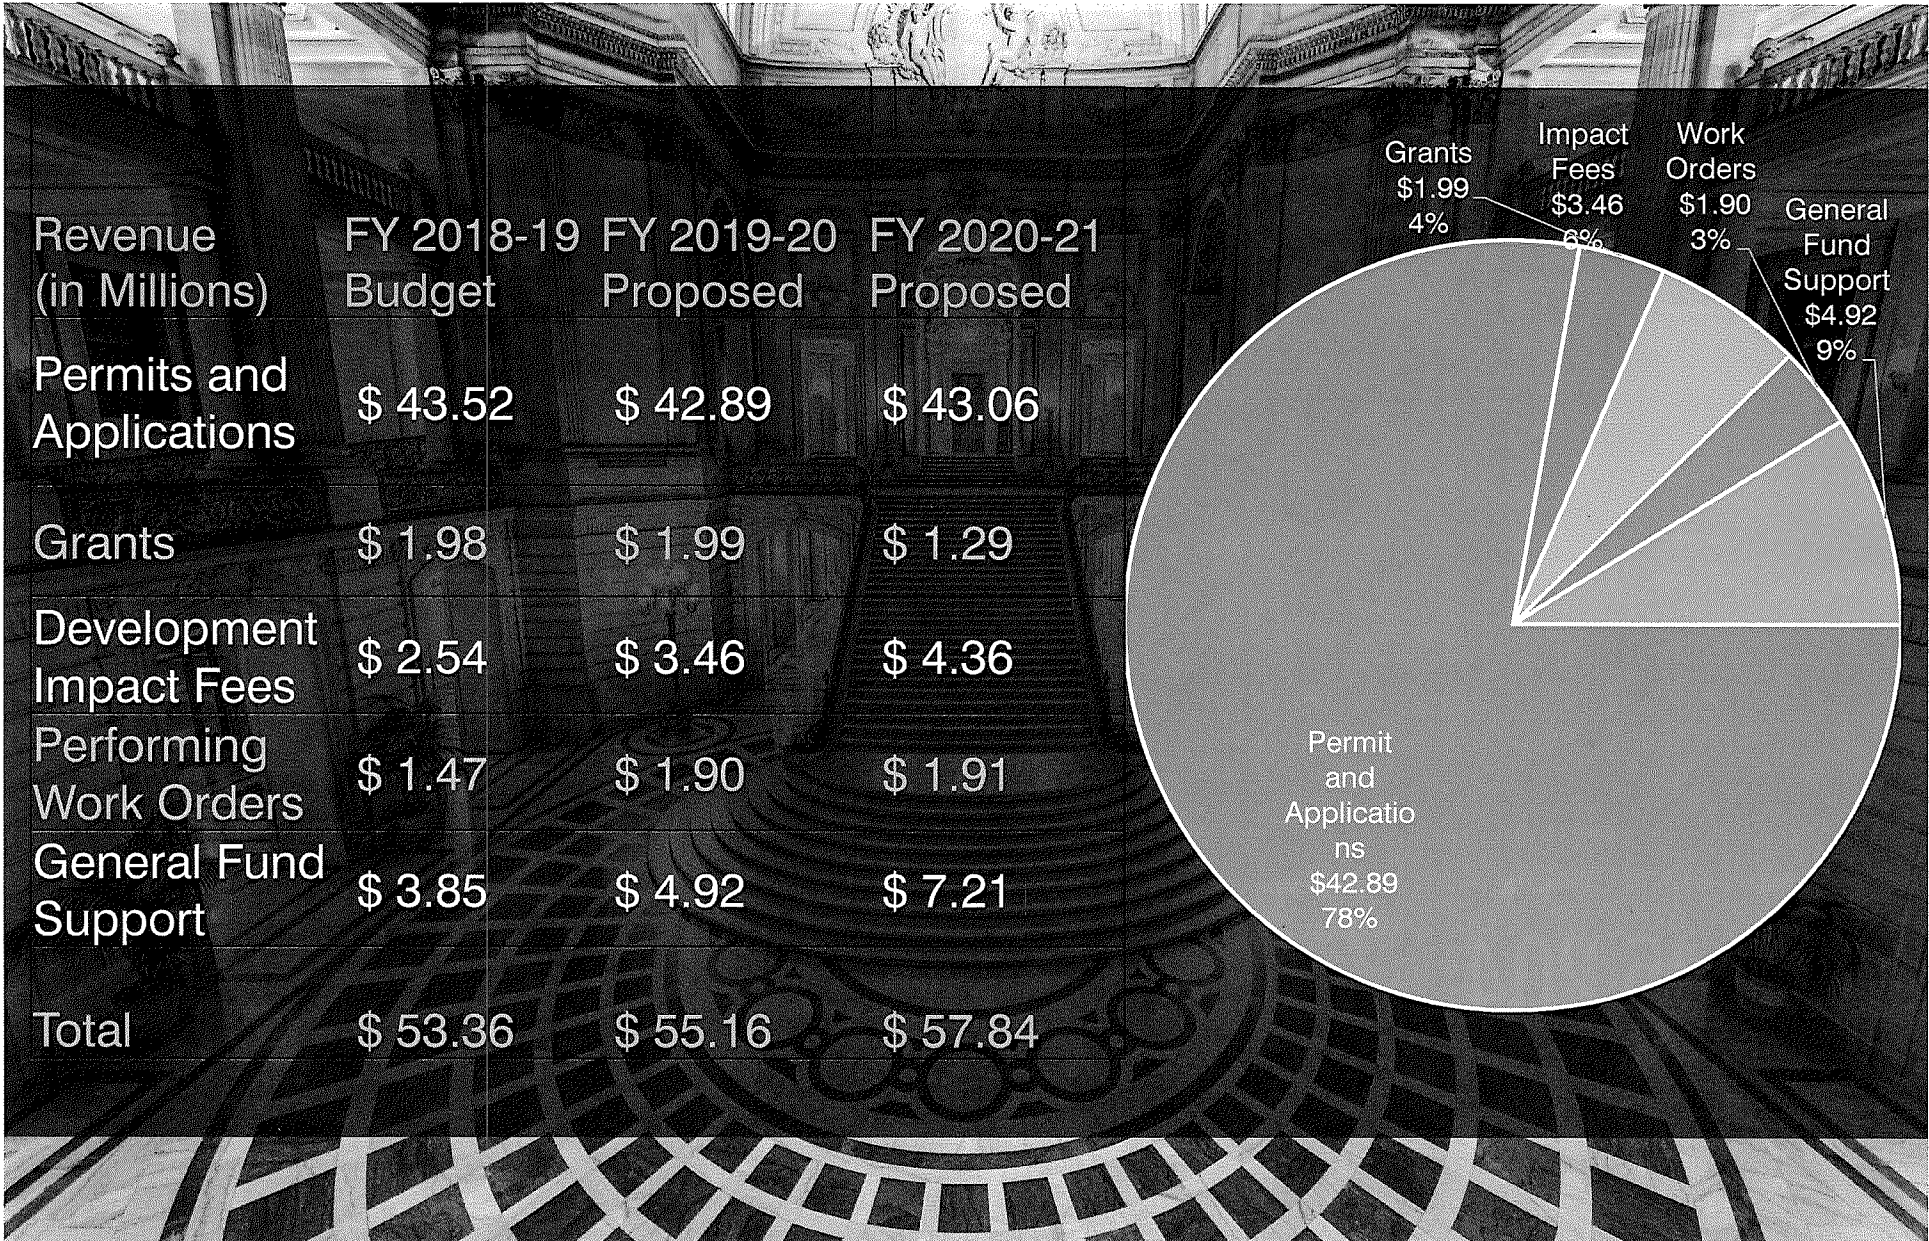 Revenue
(in Millions)
FY 2018-19
Budget
FY 2019-20
Proposed
FY 2020-21
Proposed
Permits and
Applications
$ 43.52
$ 42.89
$ 43.06
Grants
$ 1.98
$ 1.99
$ 1.29
Development
Impact Fees
$ 2.54
$ 3.46
$ 4.36
Performing
Work Orders
$ 1.47
$ 1.90
$ 1.91
General Fund
Support
$ 3.85
$ 4.92
$ 7.21
Total
$ 53.36
$ 55.16
$ 57.84
Grants
$1.99
4%
Impact
Fees
$3.46
6%
Work
Orders
$1.90
3%
General
Fund
Support
$4.92
9%
Permit
and
Applicatio
ns
$42.89
78%